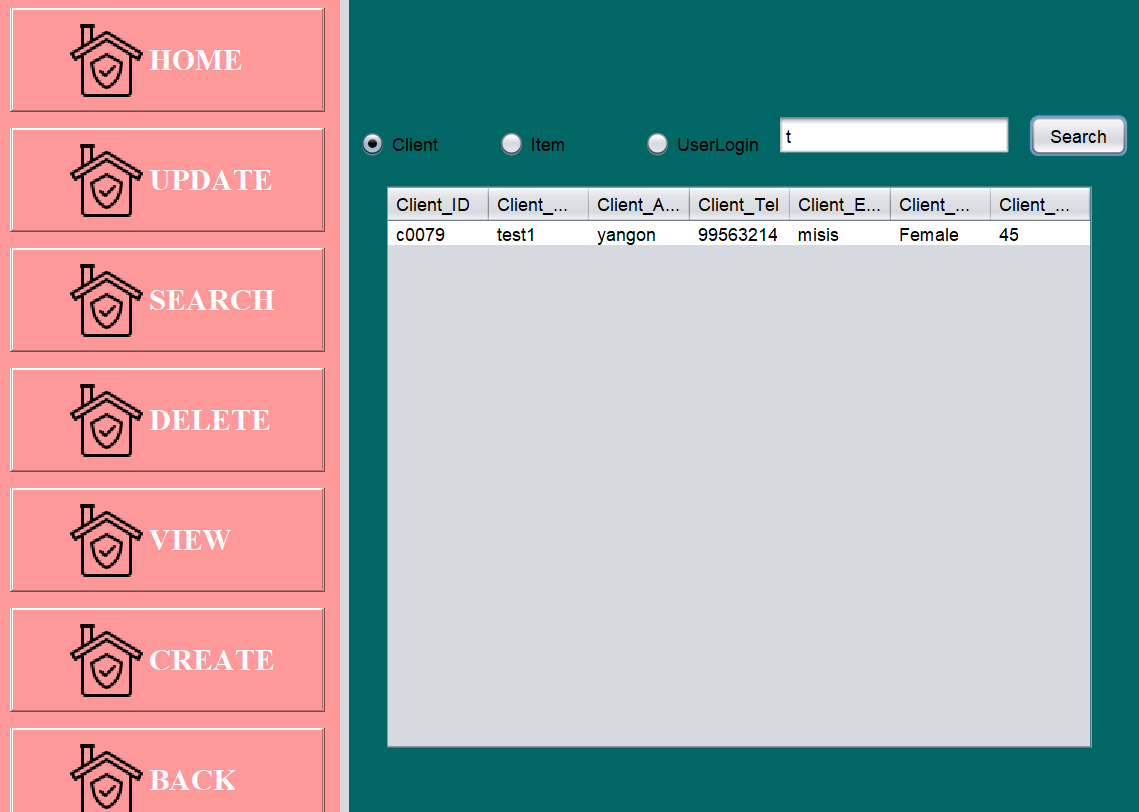 HOME
UPDATE
SEARCH
DELETE
VIEW
CREATE
BACK
Client Item UserLogin t Search
Client_ID Client_... Client_A... Client_Tel Client_E... Client_... Client_...
c0079 test1 yangon 99563214 misis Female 45